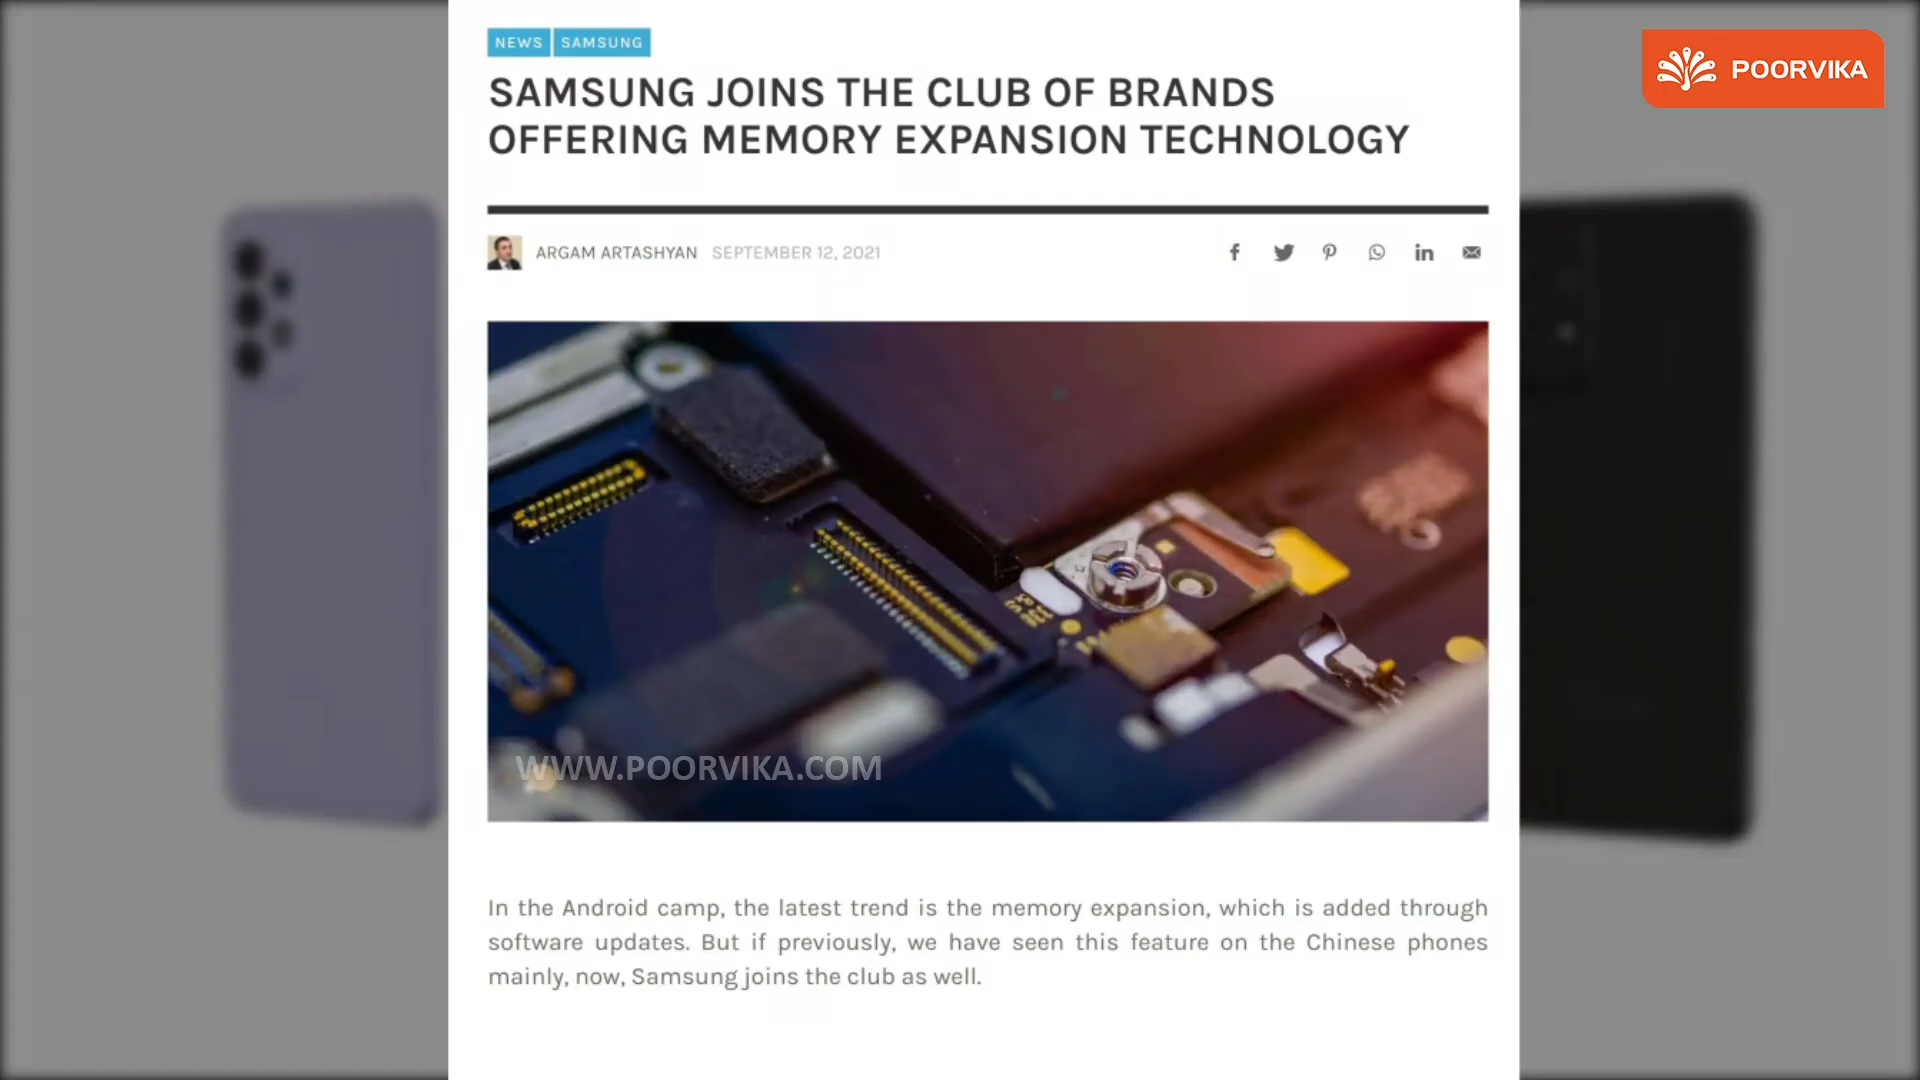 NEWS SAMSUNG
POORVIKA
SAMSUNG JOINS THE CLUB OF BRANDS
OFFERING MEMORY EXPANSION TECHNOLOGY
ARGAM ARTASHYAN SEPTEMBER 12, 2021
WWW.POORVIKA.COM
In the Android camp, the latest trend is the memory expansion, which is added through
software updates. But if previously, we have seen this feature on the Chinese phones
mainly, now, Samsung joins the club as well.